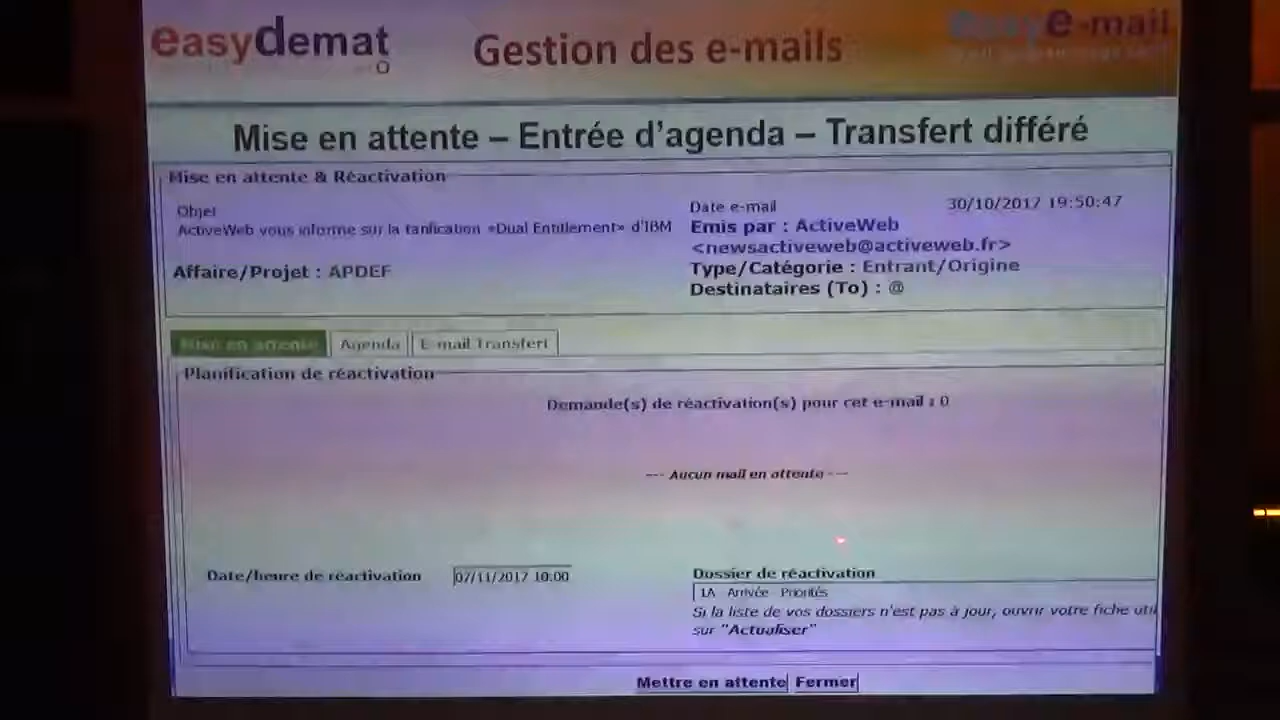 easydemat
Gestion des e-mails
e-mail
Mise en attente – Entrée d'agenda – Transfert différé
Mise en attente & Réactivation
Objet
ActiveWeb vous informe sur la tarification «Dual Entitlement» d'IBM
Affaire/Projet : APDEF
Date e-mail 30/10/2017 19:50:47
Emis par : ActiveWeb
<newsactiveweb@activeweb.fr>
Type/Catégorie : Entrant/Origine
Destinataires (To) : @
Mise en attente Agenda E-mail Transfert
Planification de réactivation
Demande(s) de réactivation(s) pour cet e-mail : 0
--- Aucun mail en attente ---
Date/heure de réactivation 07/11/2017 10:00
Dossier de réactivation
1A Arrivée Priorités
Si la liste de vos dossiers n'est pas à jour, ouvrir votre fiche util
sur "Actualiser"
Mettre en attente Fermer